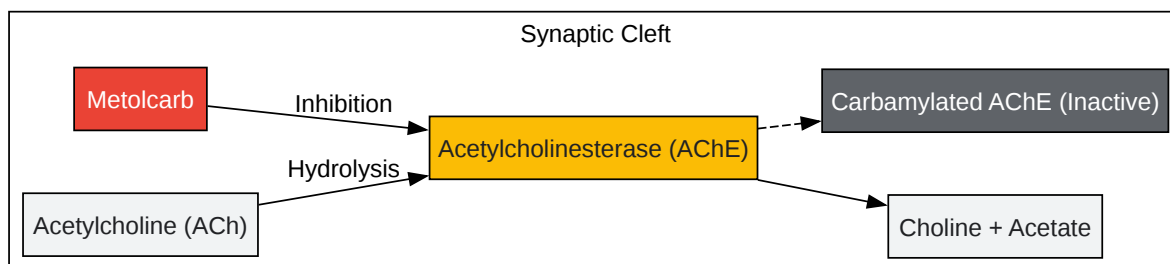 Synaptic Cleft
Metolcarb
Inhibition
Carbamylated AChE (Inactive)
Acetylcholinesterase (AChE)
Hydrolysis
Acetylcholine (ACh)
Choline + Acetate